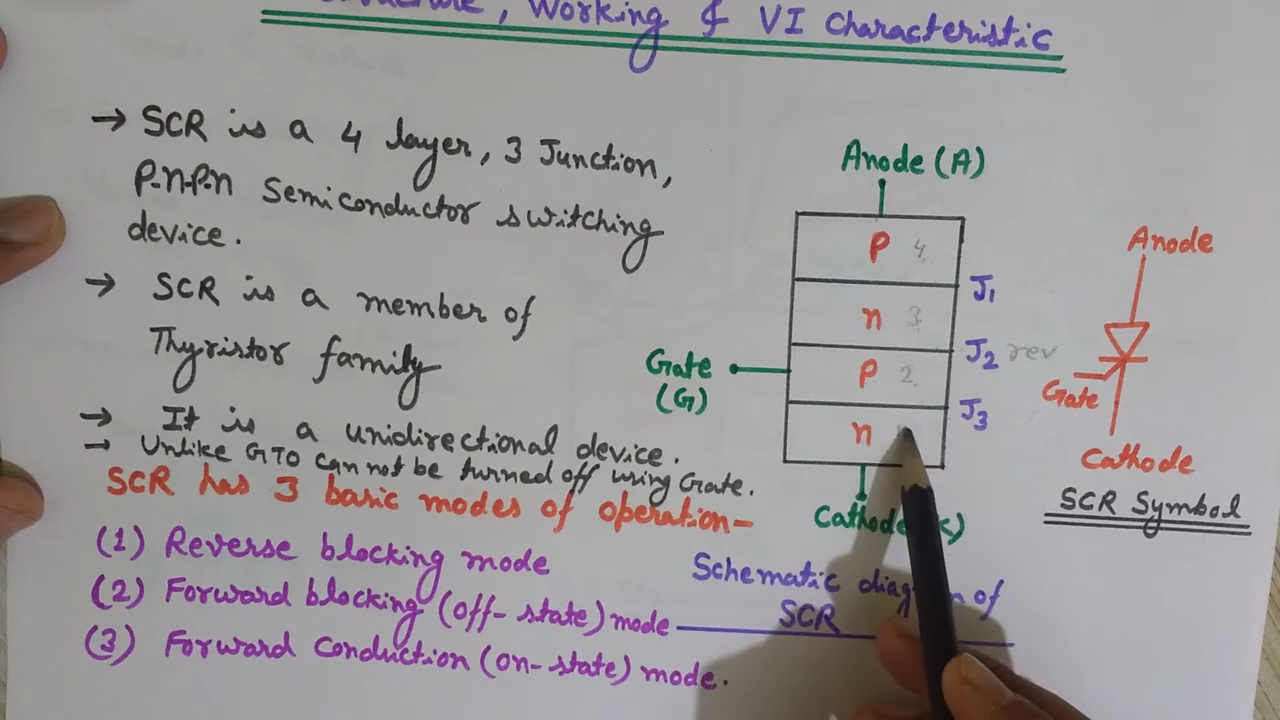 , Working & VI Characteristic
→ SCR is a 4 layer, 3 Junction,
P-n-P-n Semiconductor switching
device.
→ SCR is a member of
Thyristor family
→ It is a unidirectional device.
→ Unlike GTO can not be turned off using Grate.
SCR has 3 basic modes of operation-
(1) Reverse blocking mode
(2) Forward blocking (off-state) mode
(3) Forward Conduction (on-state) mode.
Anode (A)
P 4
J1
n 3
J2 rev
Gate
(G)
P 2
J3
n
Schematic
SCR
Anode
Gate
Cathode
SCR Symbol